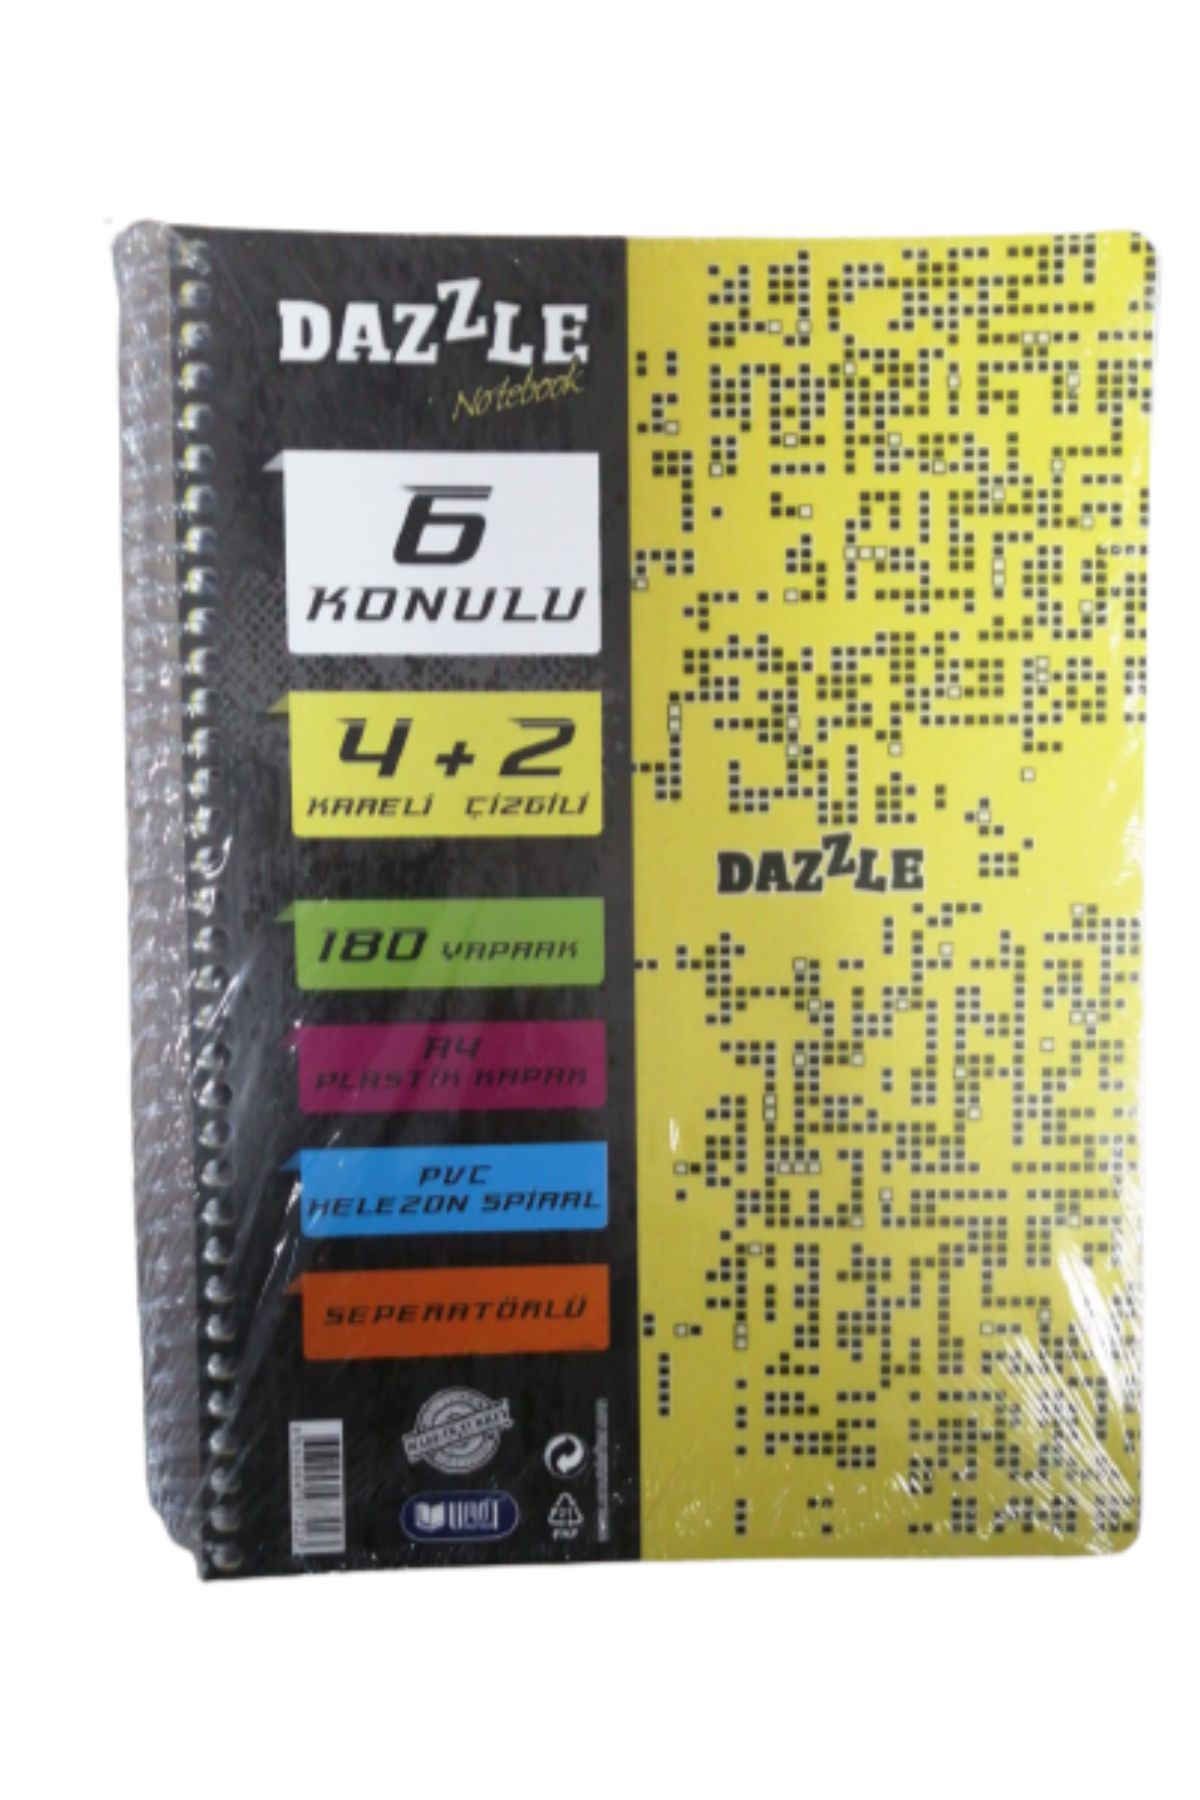 DAZZLE
Notebook
6
KONULU
4 + 2
KARELİ ÇİZGİLİ
180 YAPRAK
A4
PLASTİK KAPAK
PVC
HELEZON SPİRAL
SEPERATÖRLÜ
PAP
DAZZLE